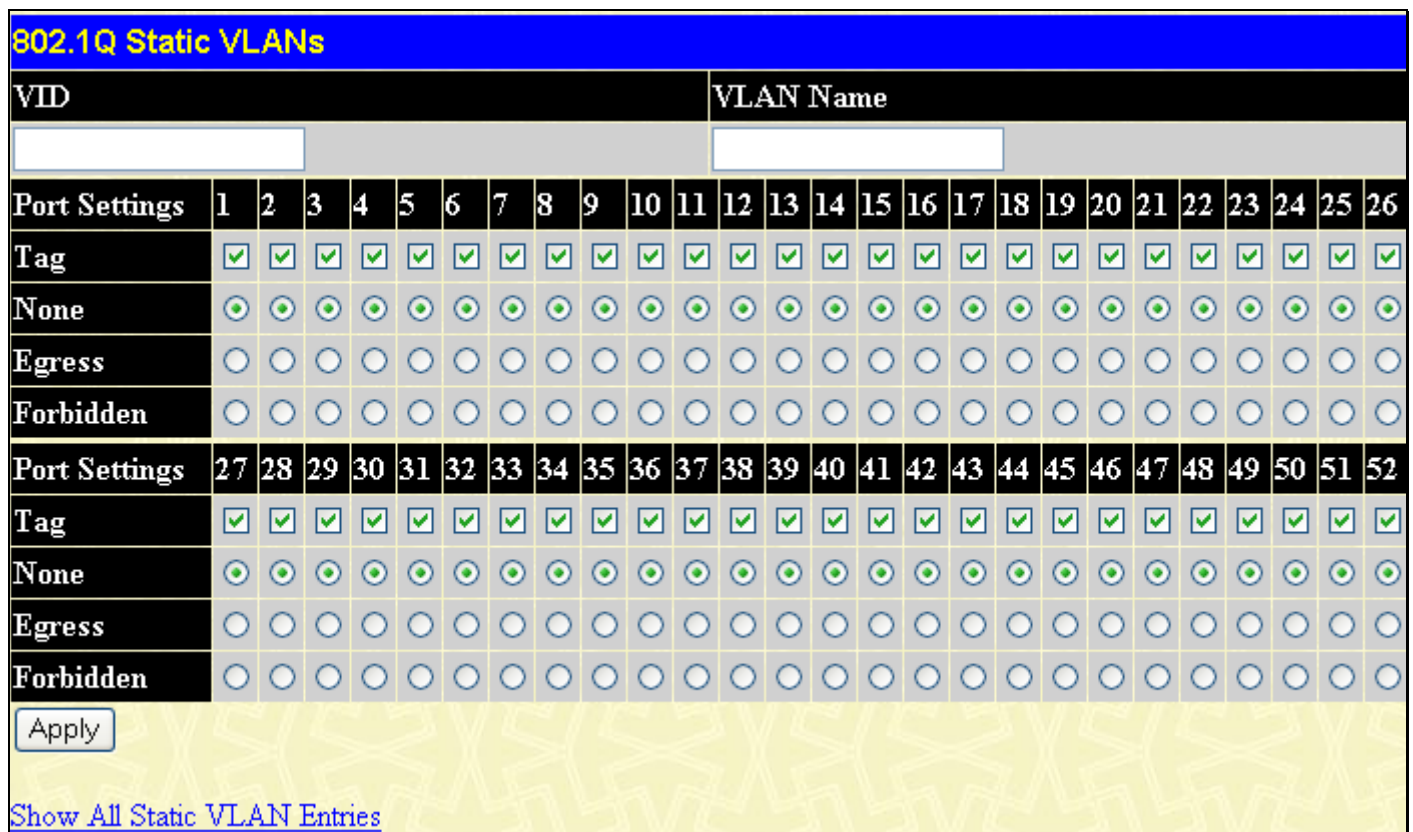 802.1Q Static VLANs
VID VLAN Name
Port Settings 1 2 3 4 5 6 7 8 9 10 11 12 13 14 15 16 17 18 19 20 21 22 23 24 25 26
Tag
None
Egress
Forbidden
Port Settings 27 28 29 30 31 32 33 34 35 36 37 38 39 40 41 42 43 44 45 46 47 48 49 50 51 52
Tag
None
Egress
Forbidden
Apply
Show All Static VLAN Entries